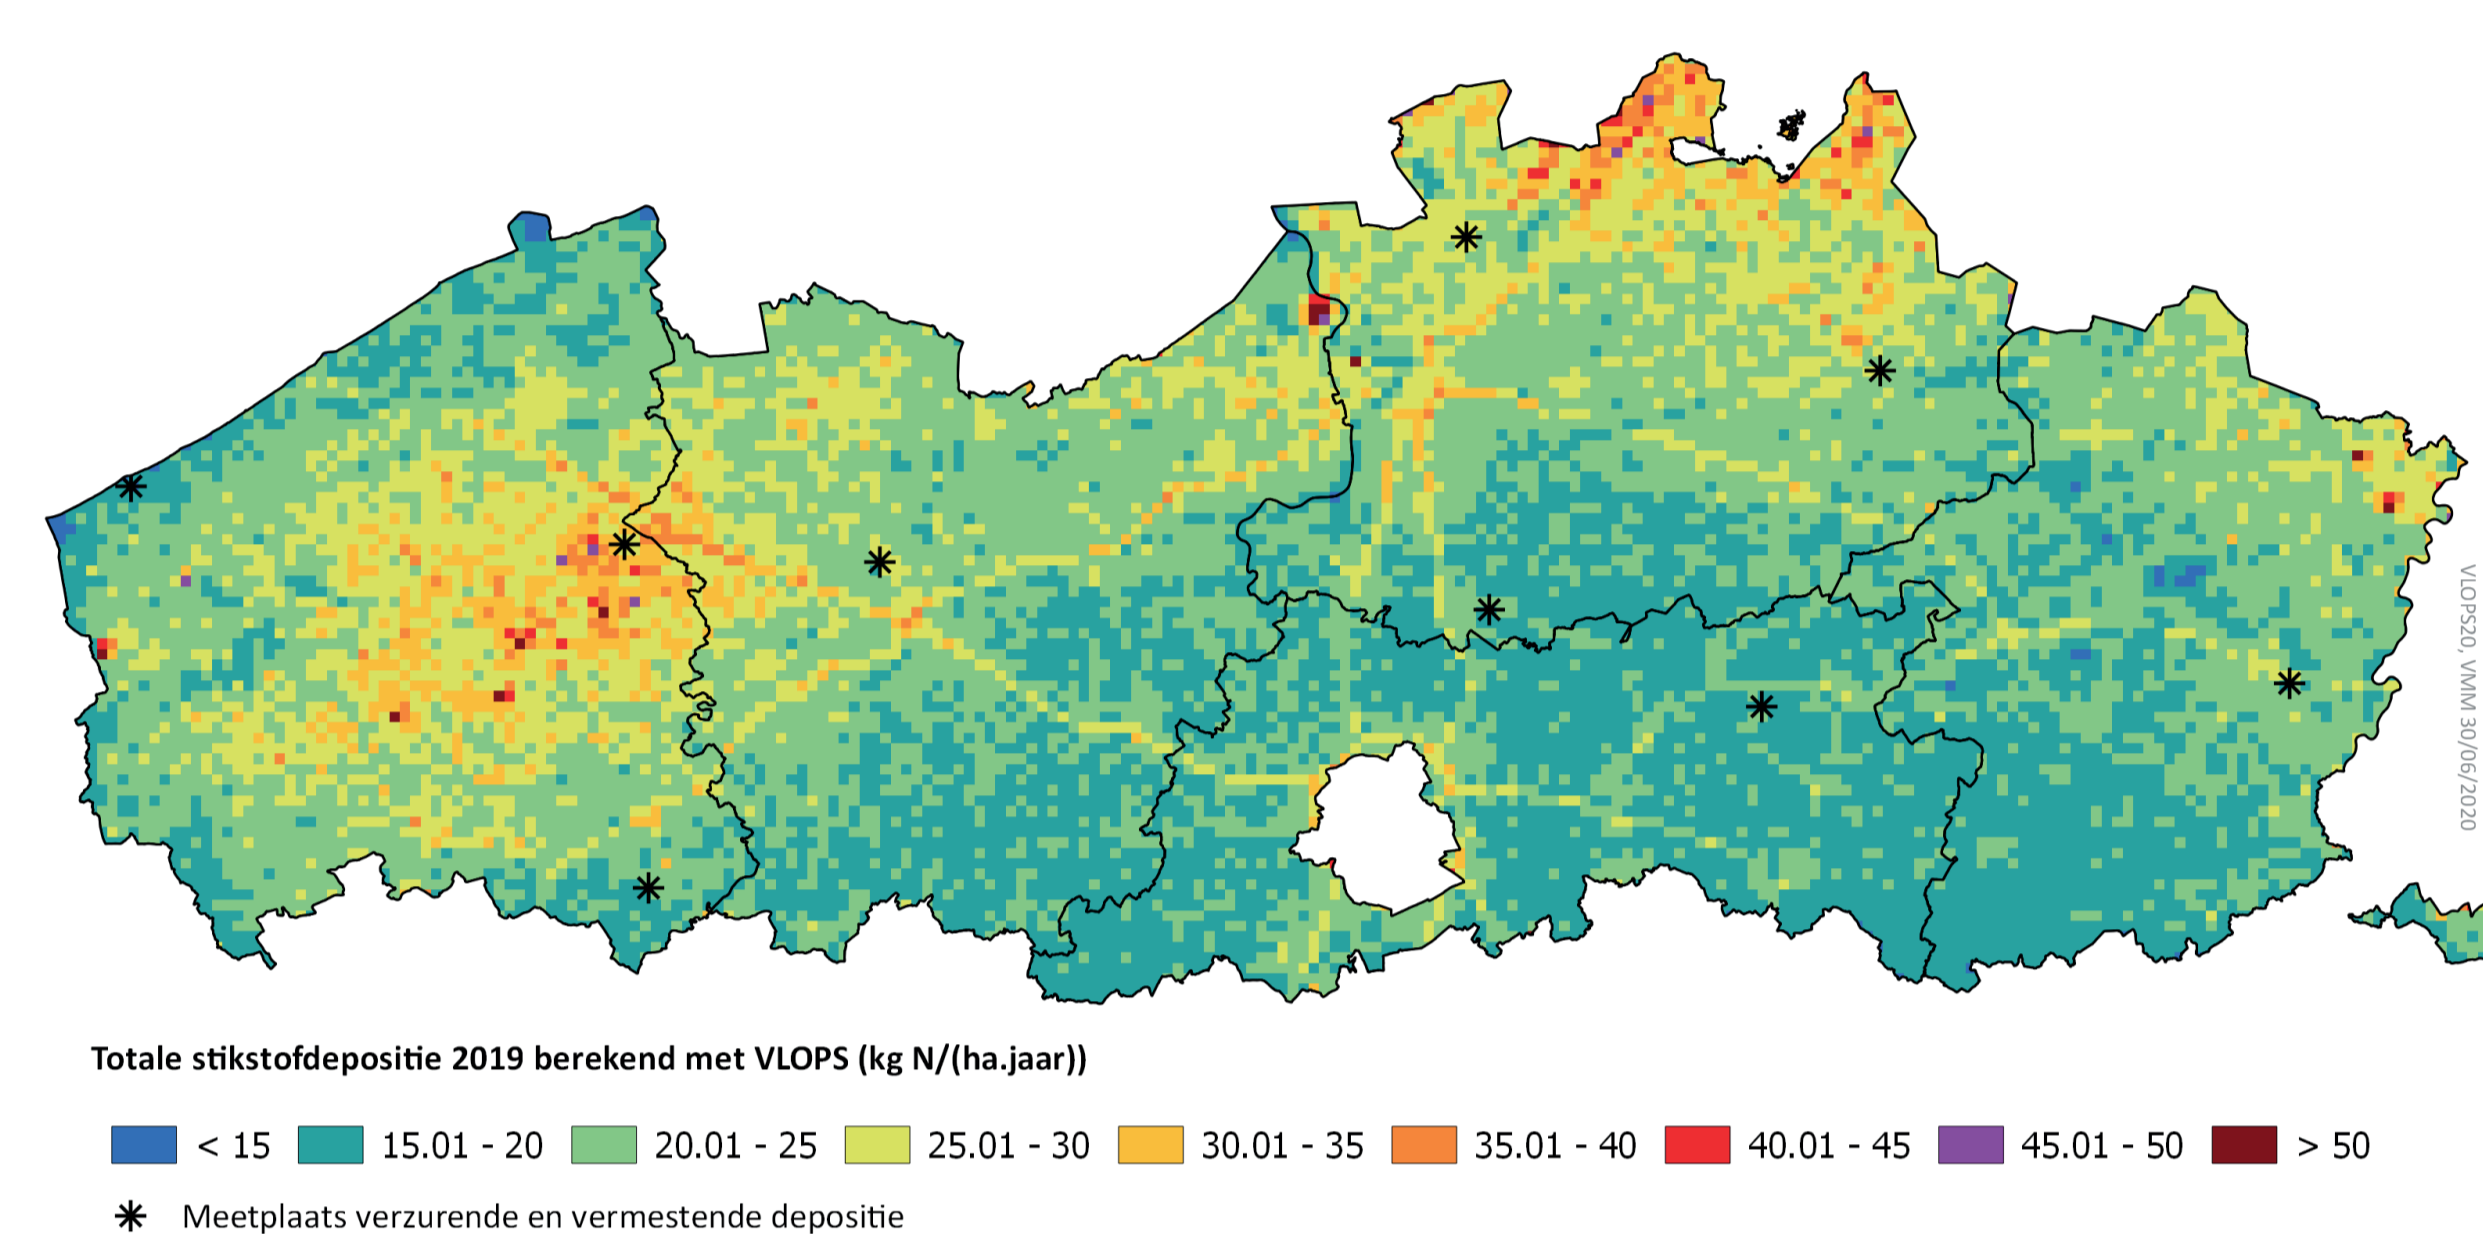 VLOPS20, VMM 30/06/2020
Totale stikstofdepositie 2019 berekend met VLOPS (kg N/(ha.jaar))
< 15 15.01 - 20 20.01 - 25 25.01 - 30 30.01 - 35 35.01 - 40 40.01 - 45 45.01 - 50 > 50
Meetplaats verzurende en vermestende depositie